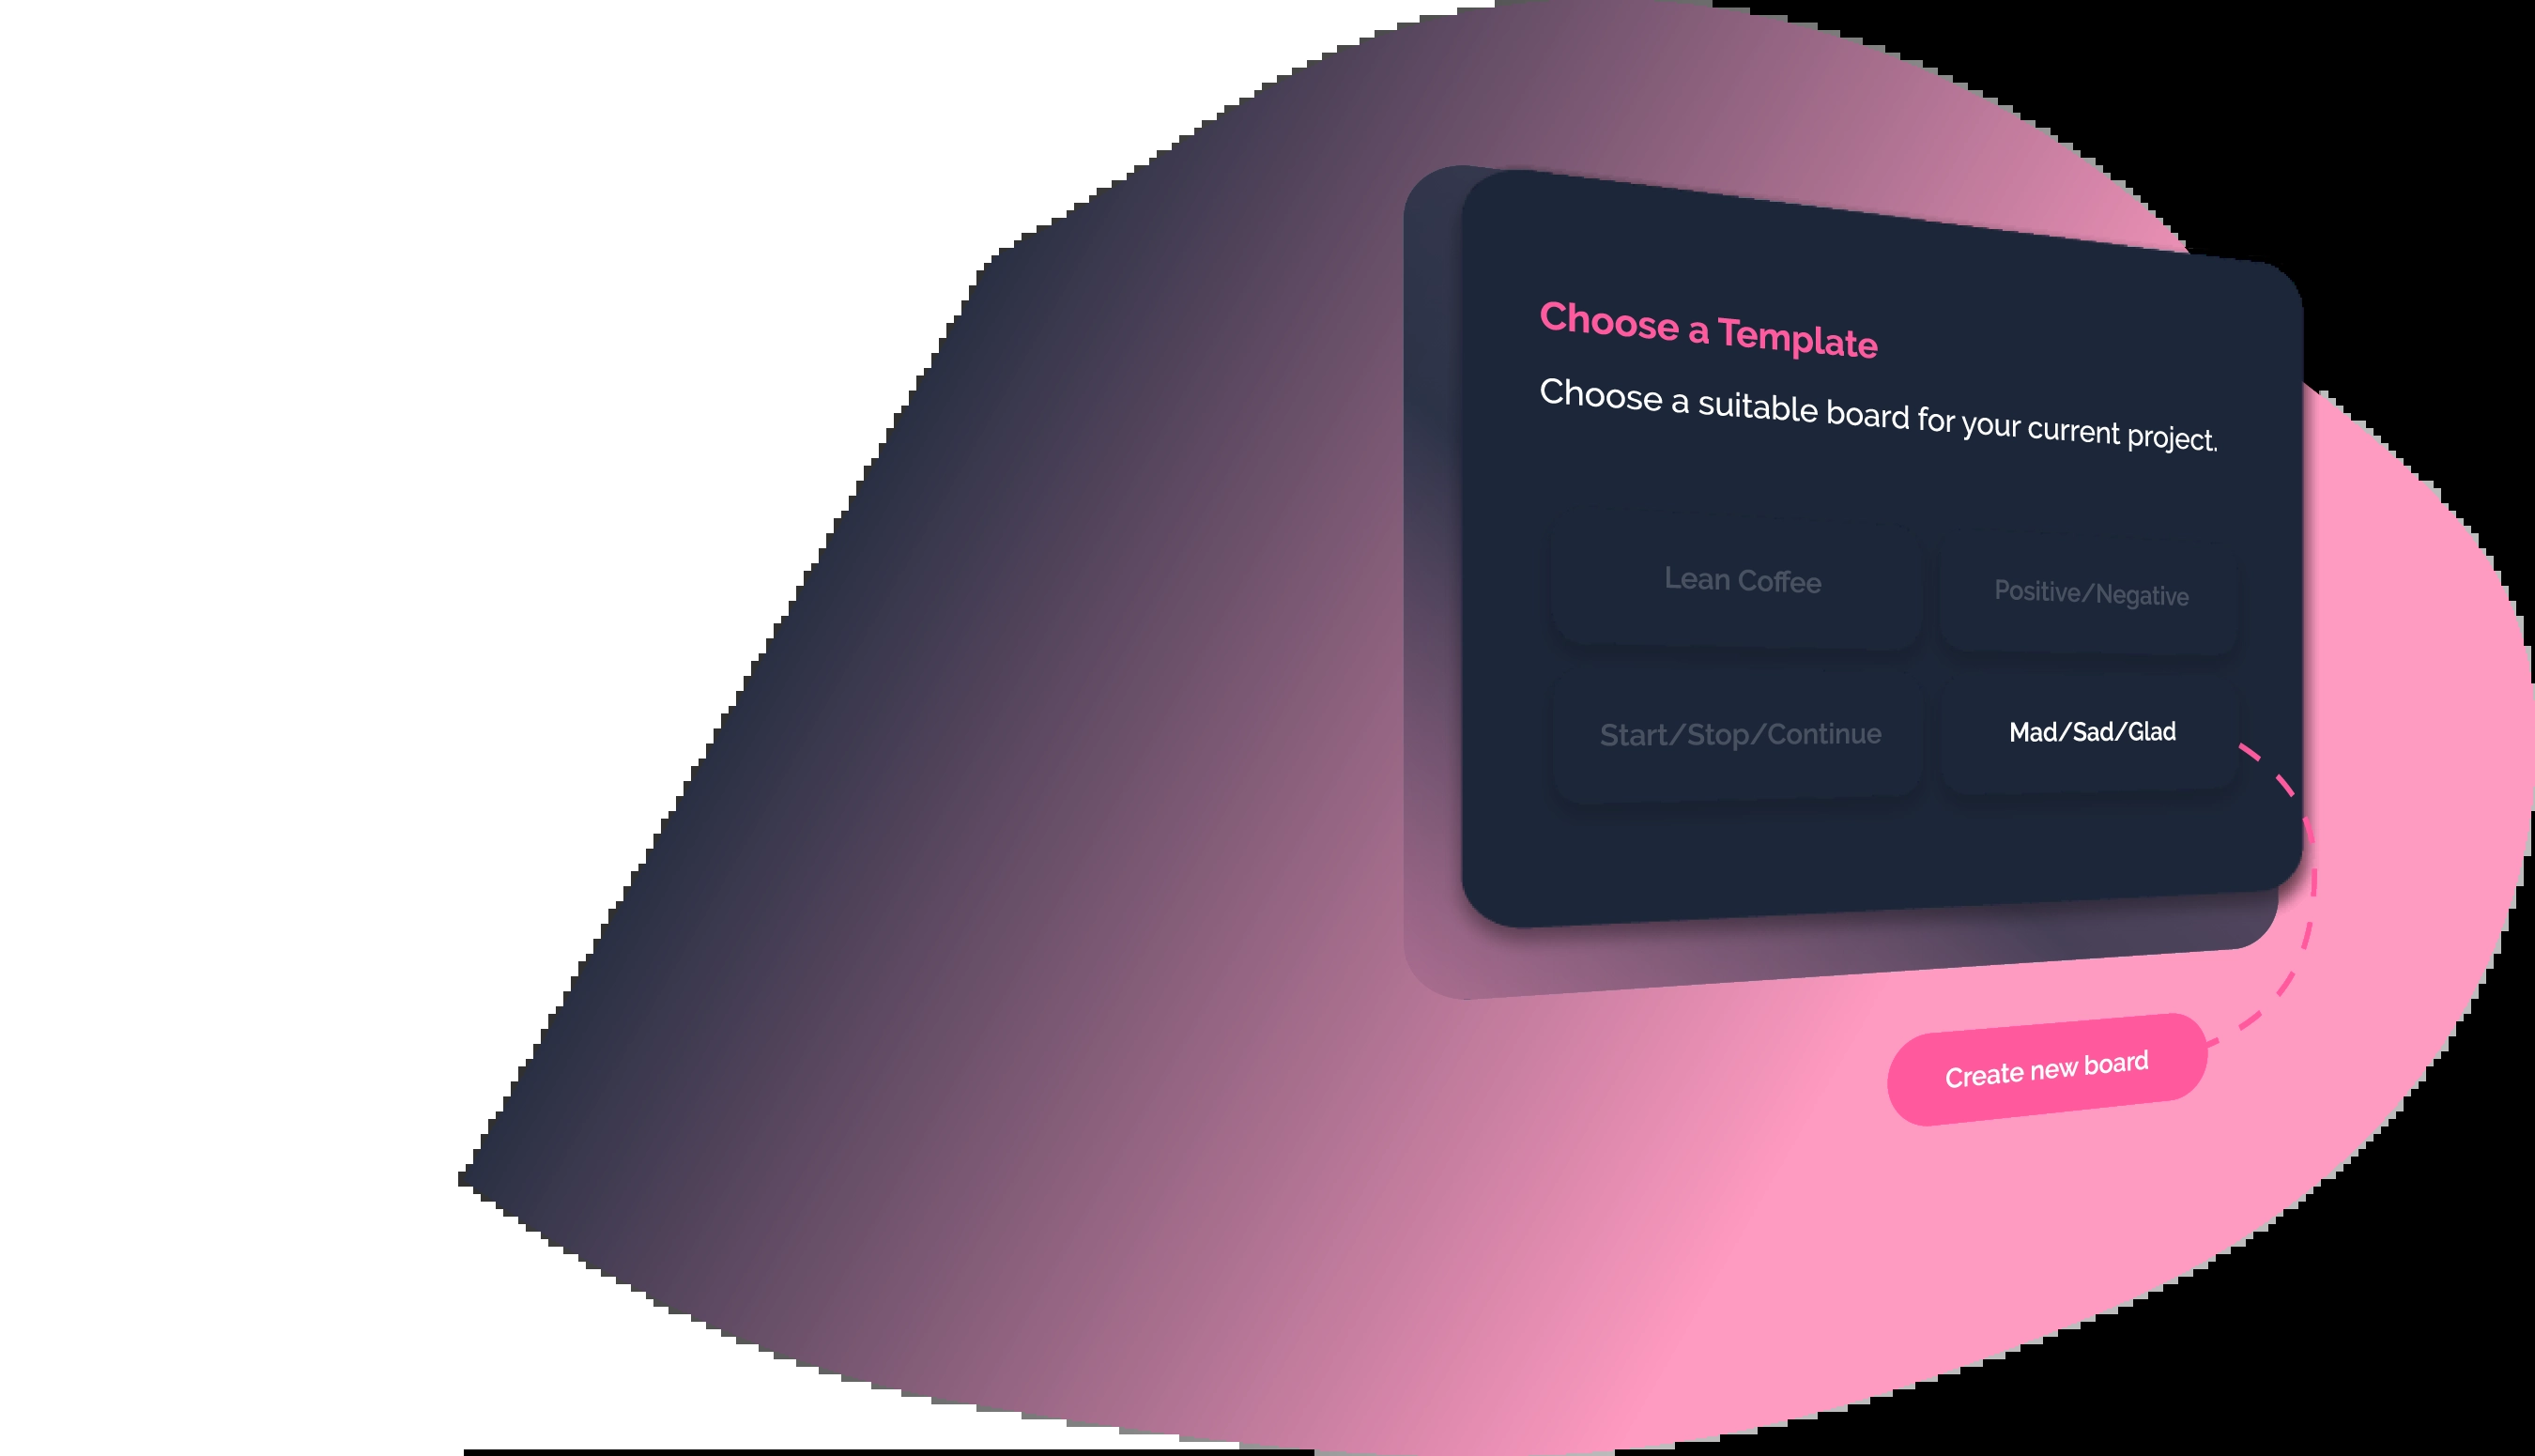 Choose a Template
Choose a suitable board for your current project.
Lean Coffee
Positive/Negative
Start/Stop/Continue
Mad/Sad/Glad
Create new board